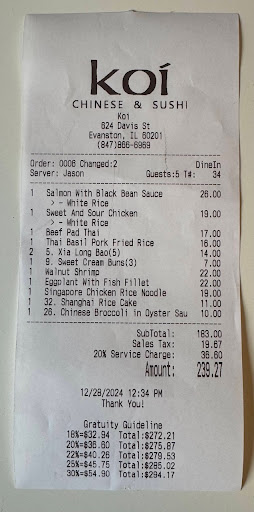 koí
CHINESE & SUSHI
Koi
624 Davis St
Evanston, IL 60201
(847)866-6969
Order: 0006 Changed:2 DineIn
Server: Jason Guests:5 T#: 34
1 Salmon With Black Bean Sauce 26.00
> - White Rice
1 Sweet And Sour Chicken 19.00
> - White Rice
1 Beef Pad Thai 17.00
1 Thai Basil Pork Fried Rice 16.00
2 5. Xia Long Bao(5) 14.00
1 9. Sweet Cream Buns(3) 7.00
1 Walnut Shrimp 22.00
1 Eggplant With Fish Fillet 22.00
1 Singapore Chicken Rice Noodle 19.00
1 32. Shanghai Rice Cake 11.00
1 26. Chinese Broccoli in Oyster Sau 10.00
SubTotal: 183.00
Sales Tax: 19.67
20% Service Charge: 36.60
Amount: 239.27
12/28/2024 12:34 PM
Thank You!
Gratuity Guideline
18%=$32.94 Total:$272.21
20%=$36.60 Total:$275.87
22%=$40.26 Total:$279.53
25%=$45.75 Total:$285.02
30%=$54.90 Total:$294.17